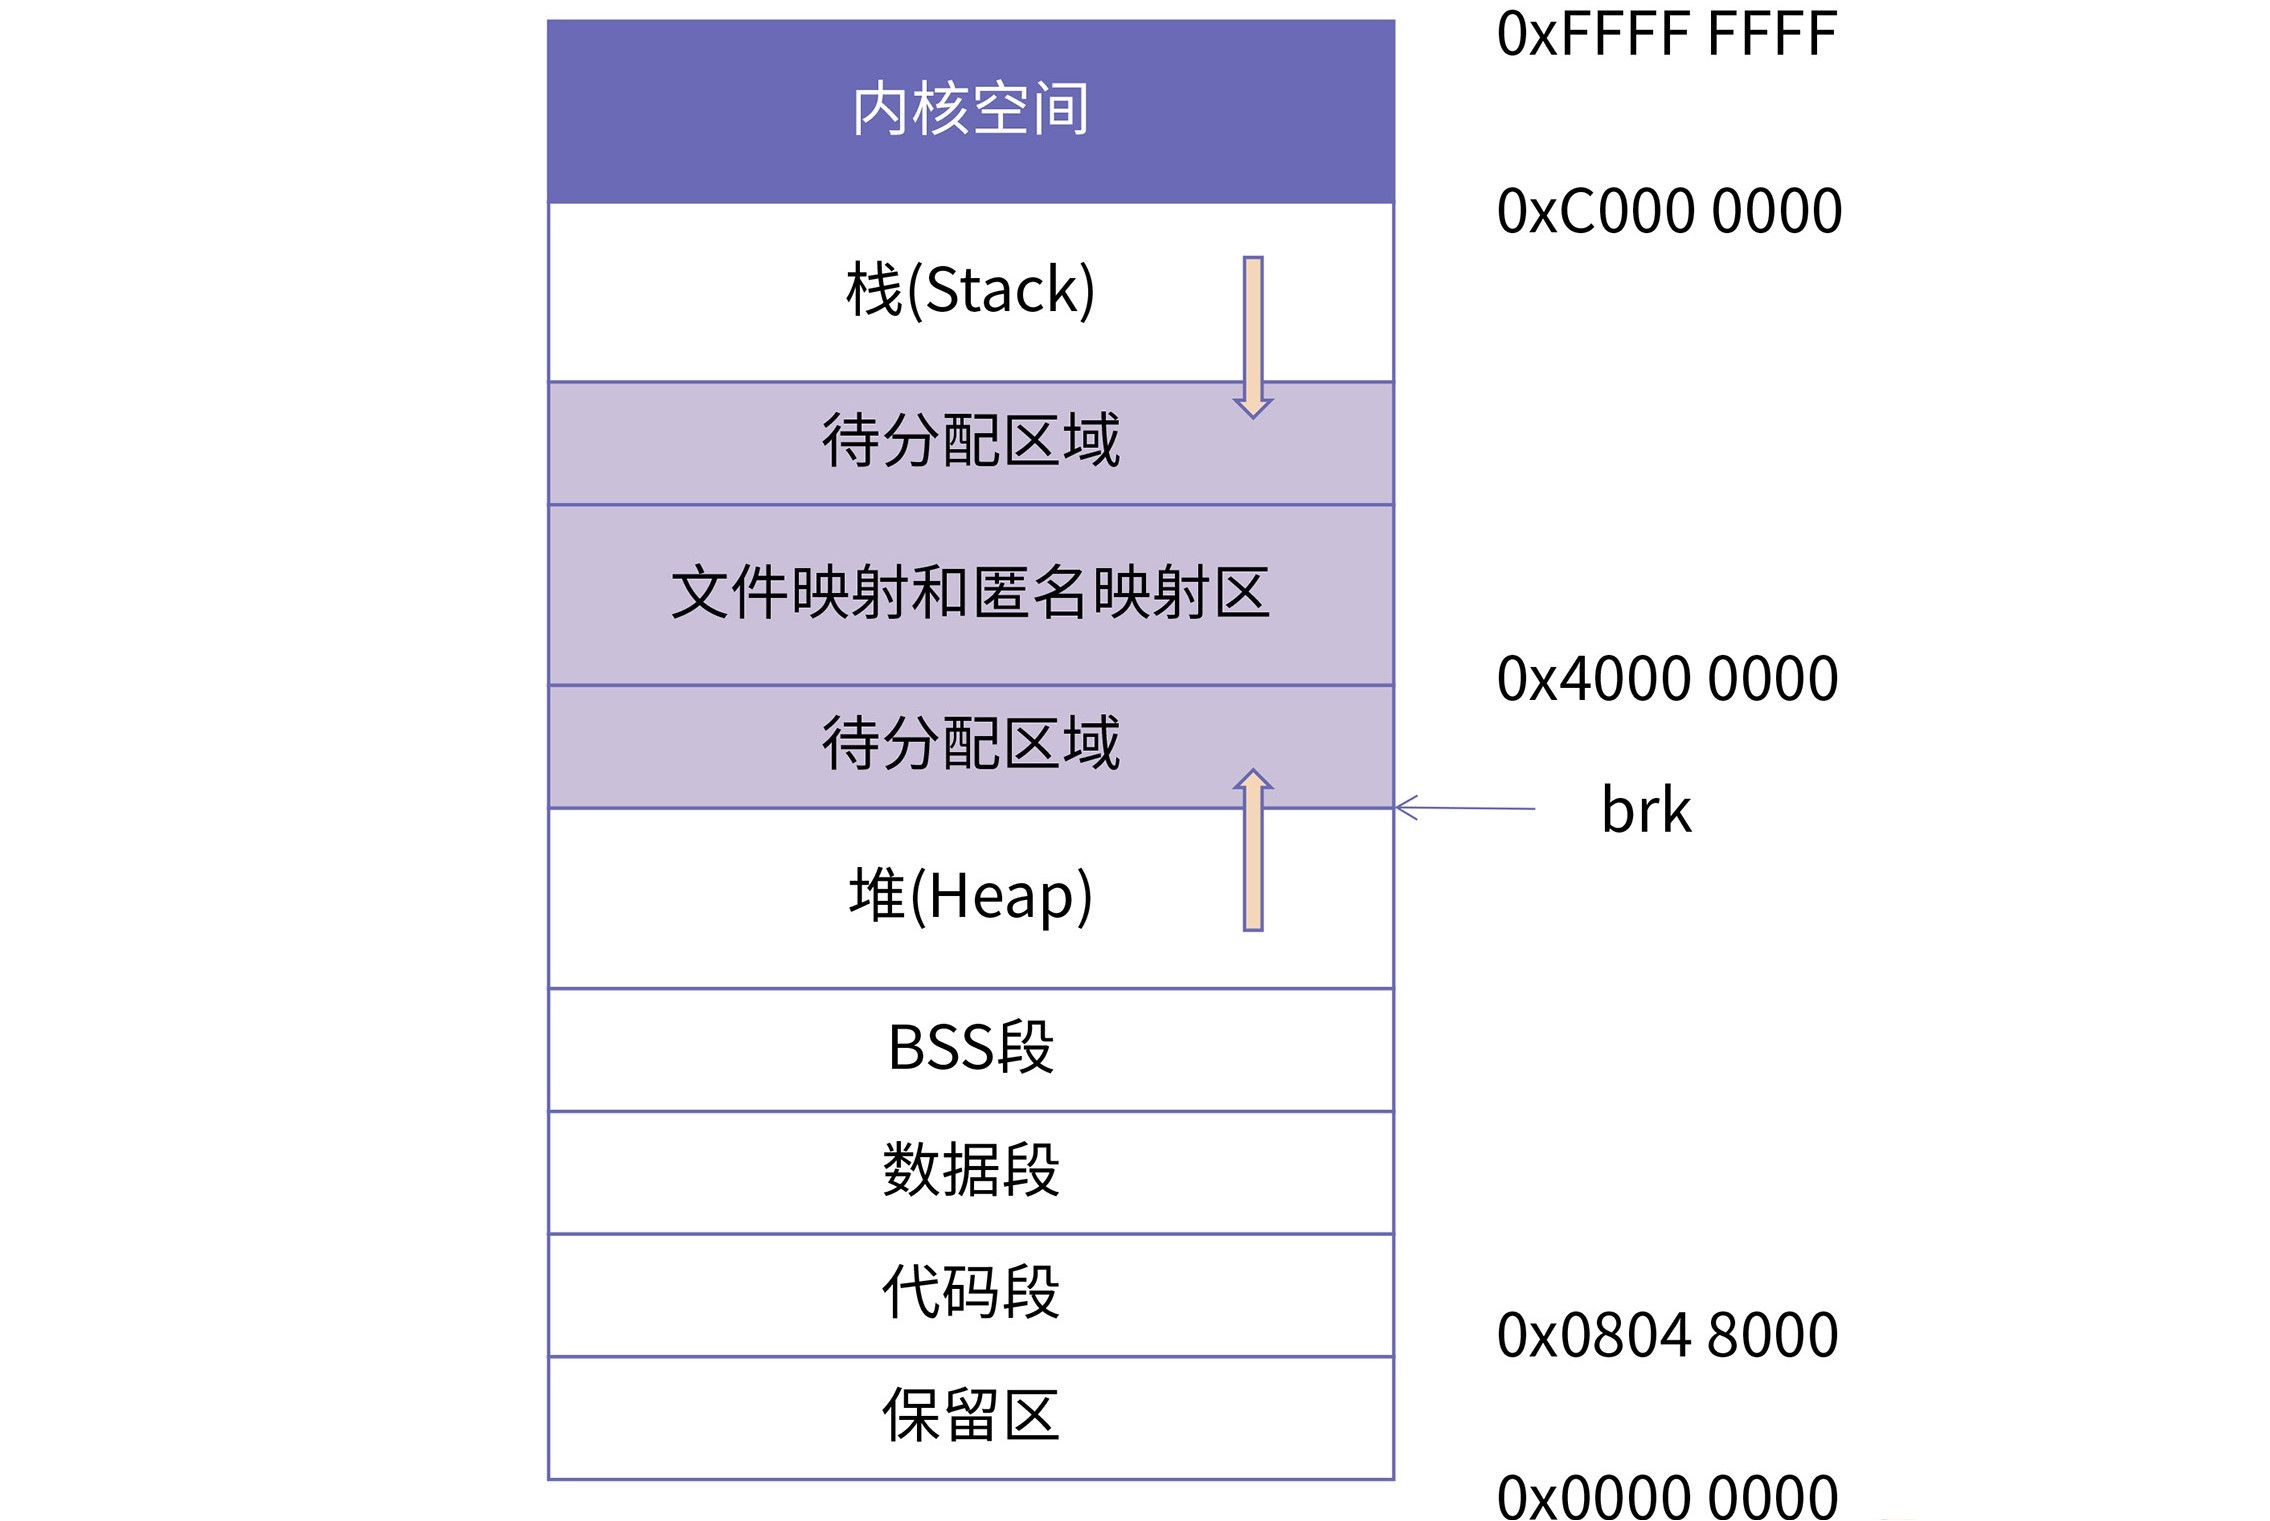 0xFFFF FFFF
内核空间
0xC000 0000
栈(Stack)
待分配区域
文件映射和匿名映射区
0x4000 0000
待分配区域
brk
堆(Heap)
BSS段
数据段
代码段
0x0804 8000
保留区
0x0000 0000